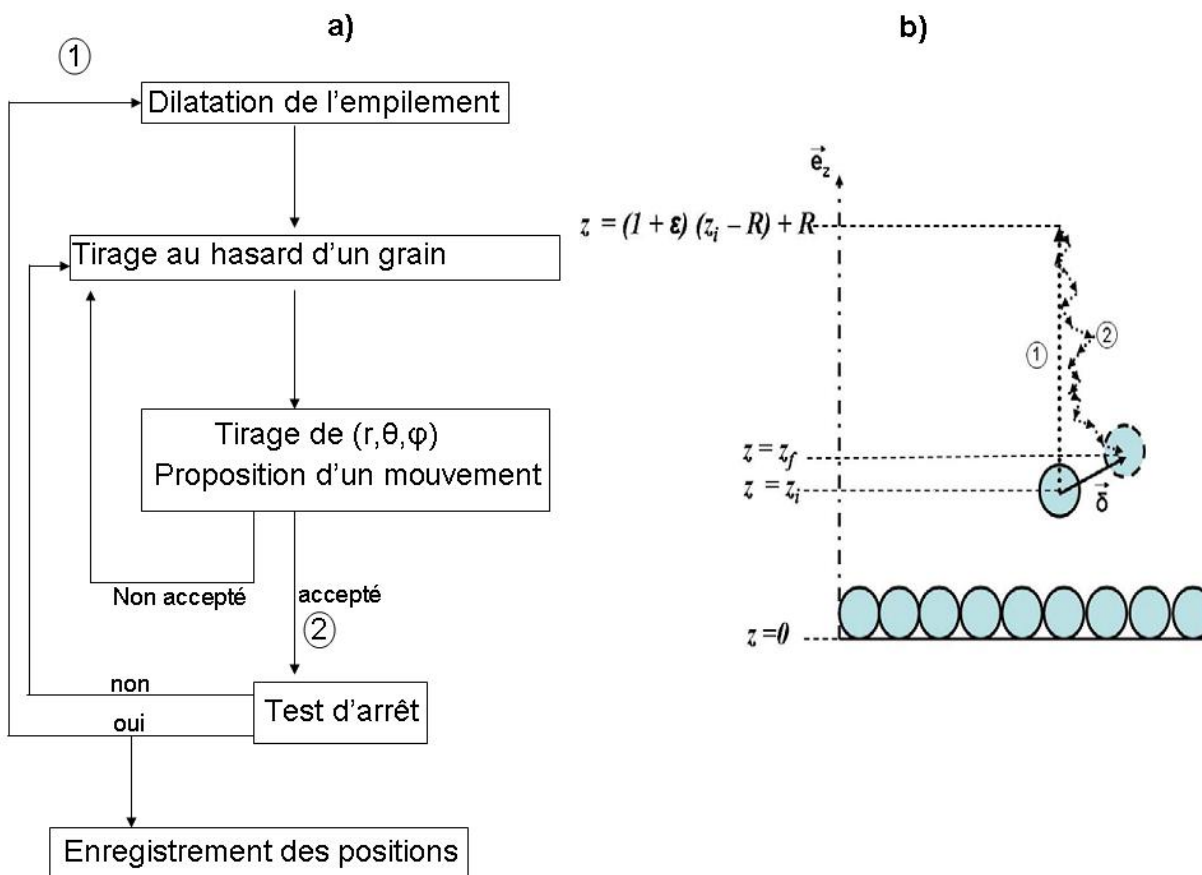 a)
①
Dilatation de l'empilement
Tirage au hasard d'un grain
Tirage de (r,θ,φ)
Proposition d'un mouvement
Non accepté
accepté
②
non
oui
Test d'arrêt
Enregistrement des positions
b)
e_z
z = (1 + ε) (z_i – R) + R
①
②
z = z_f
z = z_i
δ
z =0